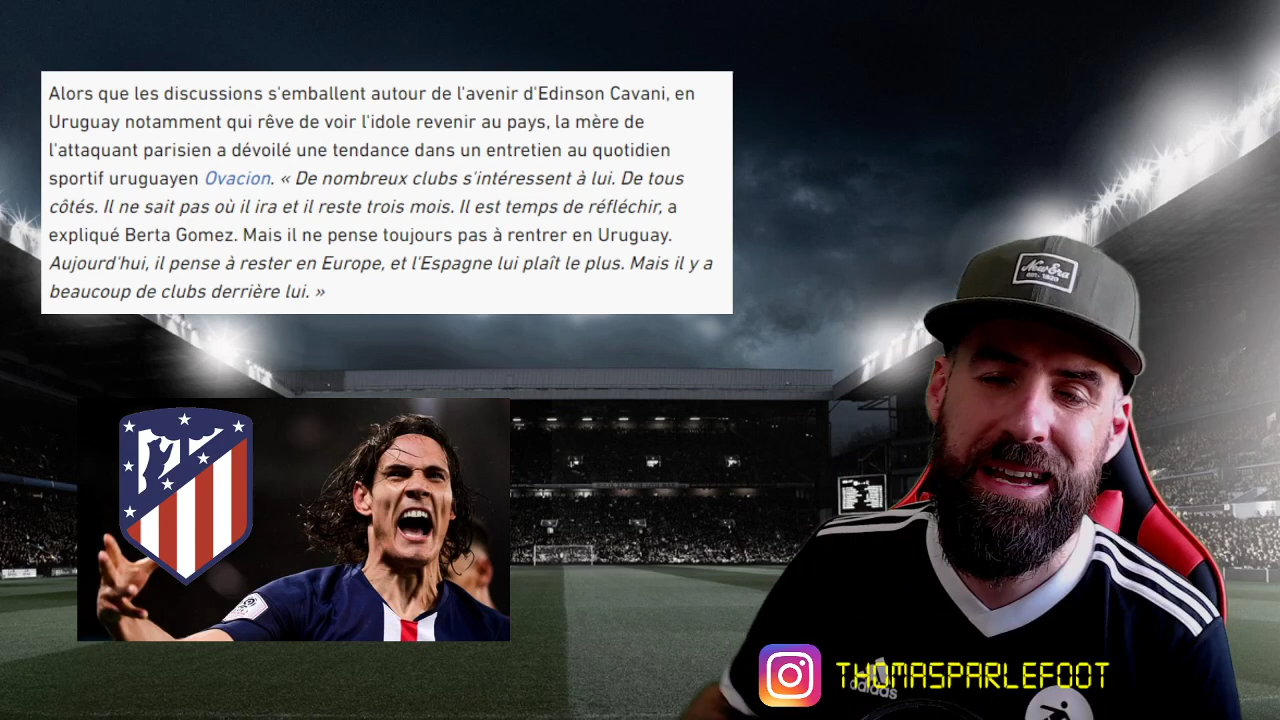 Alors que les discussions s'emballent autour de l'avenir d'Edinson Cavani, en
Uruguay notamment qui rêve de voir l'idole revenir au pays, la mère de
l'attaquant parisien a dévoilé une tendance dans un entretien au quotidien
sportif uruguayen Ovacion. « De nombreux clubs s'intéressent à lui. De tous
côtés. Il ne sait pas où il ira et il reste trois mois. Il est temps de réfléchir, a
expliqué Berta Gomez. Mais il ne pense toujours pas à rentrer en Uruguay.
Aujourd'hui, il pense à rester en Europe, et l'Espagne lui plaît le plus. Mais il y a
beaucoup de clubs derrière lui. »
New Era
EST. 1920
THOMASPARLEFOOT
adidas